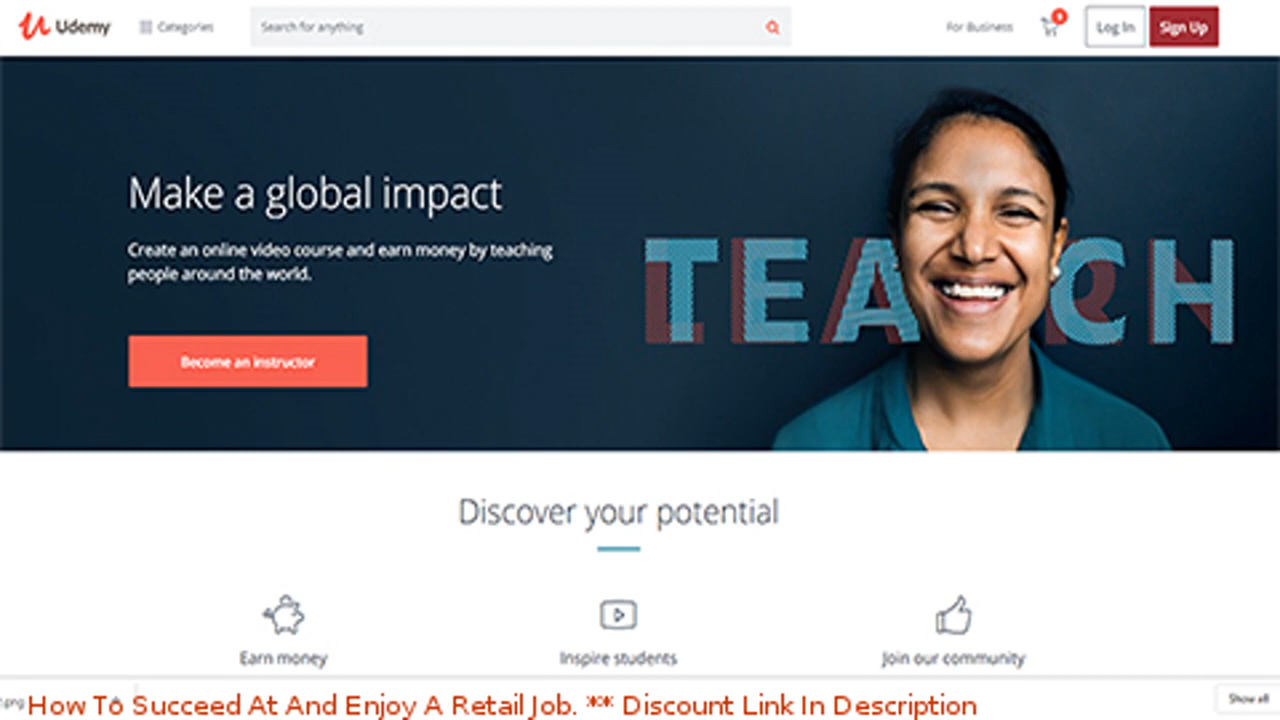 Udemy Categories Search for anything For Business 0 Log In Sign Up
Make a global impact
Create an online video course and earn money by teaching
people around the world.
TEACH
Become an instructor
Discover your potential
Earn money Inspire students Join our community
.png How To Succeed At And Enjoy A Retail Job. ** Discount Link In Description Show all